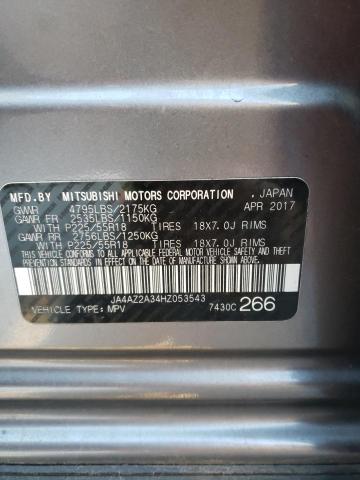 MFD.BY MITSUBISHI MOTORS CORPORATION , JAPAN
GVWR 4795LBS/2175KG APR 2017
GAWR FR 2535LBS/1150KG
WITH P225/55R18 TIRES 18X7.0J RIMS
GAWR RR 2756LBS/1250KG
WITH P225/55R18 TIRES 18X7.0J RIMS
THIS VEHICLE CONFORMS TO ALL APPLICABLE
FEDERAL MOTOR VEHICLE SAFETY AND
THEFT PREVENTION STANDARDS IN EFFECT ON
THE DATE OF MANUFACTURE SHOWN ABOVE.
JA4AZ2A34HZ053543
VEHICLE TYPE: MPV 7430C 266